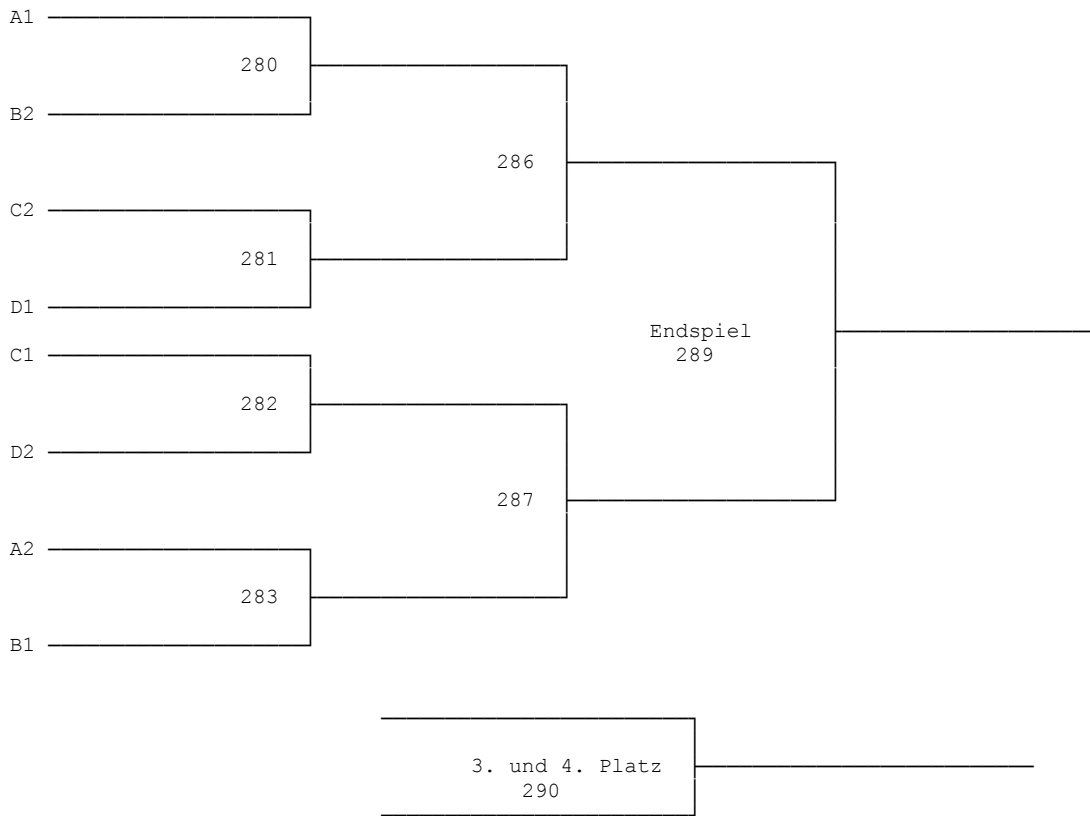 A1
280
B2
286
C2
281
D1
Endspiel
289
C1
282
D2
287
A2
283
B1
3. und 4. Platz
290